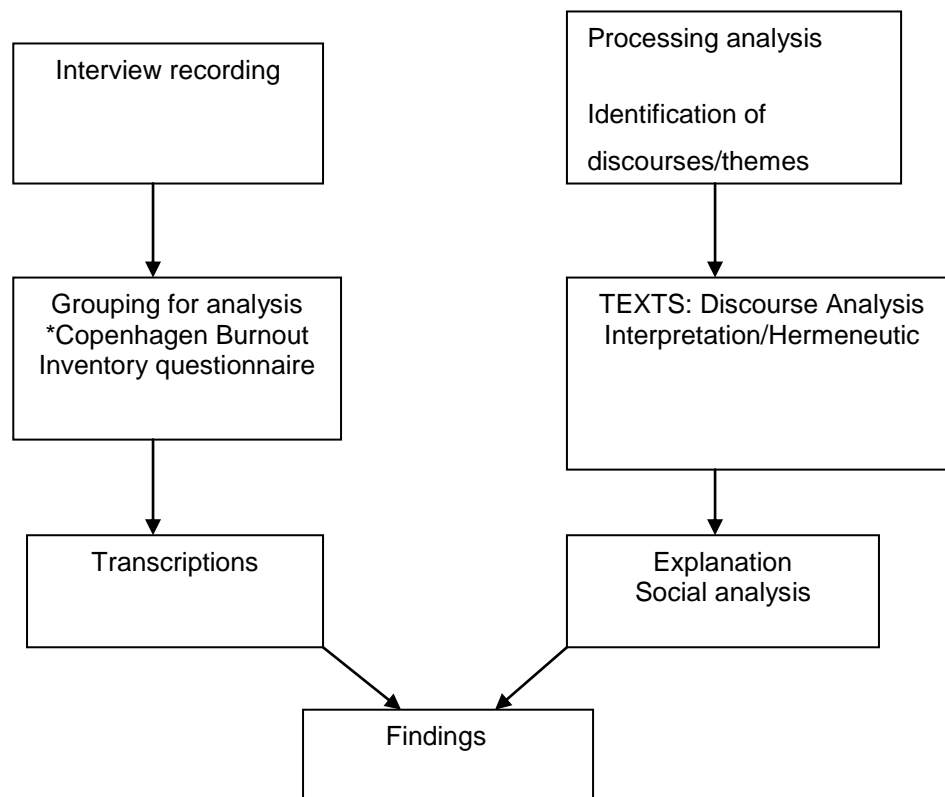 Interview recording
Grouping for analysis
*Copenhagen Burnout
Inventory questionnaire
Transcriptions
Processing analysis
Identification of
discourses/themes
TEXTS: Discourse Analysis
Interpretation/Hermeneutic
Explanation
Social analysis
Findings